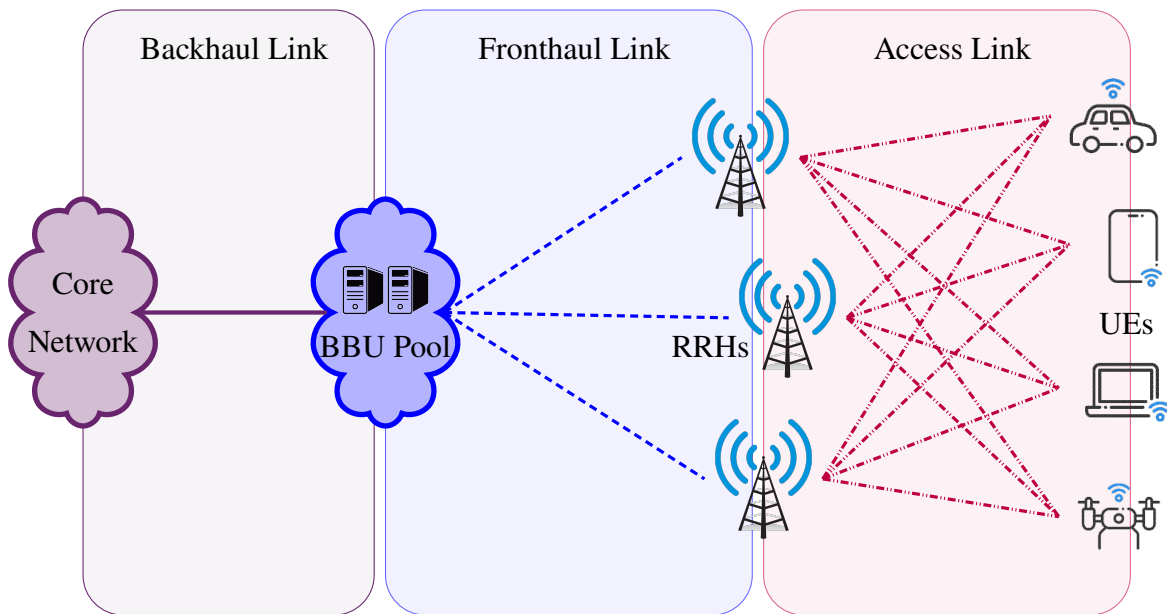 Backhaul Link
Fronthaul Link
Access Link
Core
Network
BBU Pool
RRHs
UEs